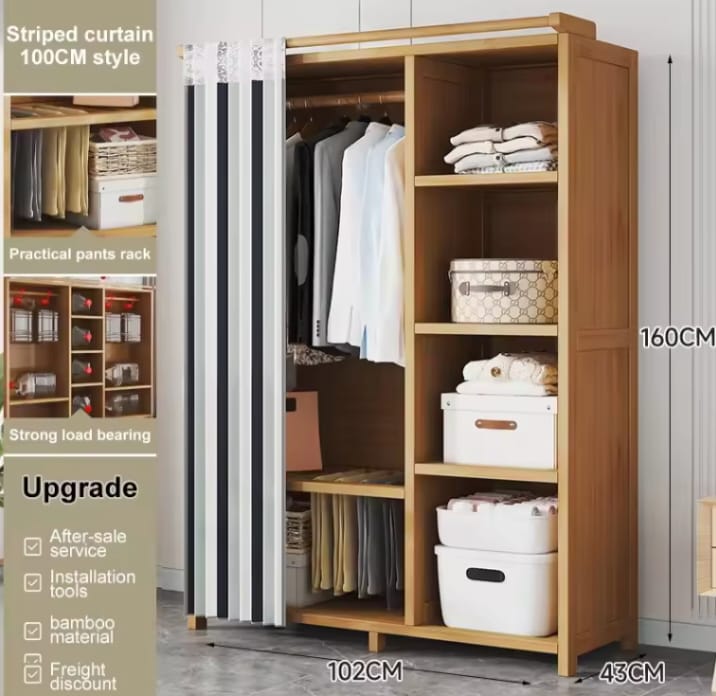 Striped curtain
100CM style
Practical pants rack
Strong load bearing
Upgrade
After-sale
service
Installation
tools
bamboo
material
Freight
discount
160CM
102CM
43CM